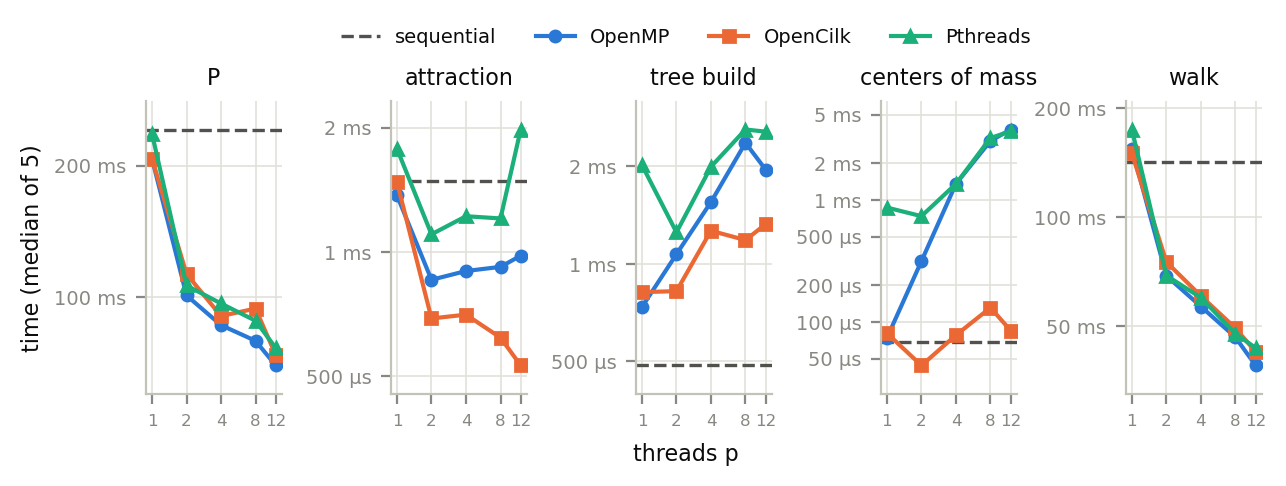 sequential OpenMP OpenCilk Pthreads
P attraction tree build centers of mass walk
time (median of 5)
200 ms
100 ms
1 2 4 8 12
2 ms
1 ms
500 µs
1 2 4 8 12
2 ms
1 ms
500 µs
1 2 4 8 12
5 ms
2 ms
1 ms
500 µs
200 µs
100 µs
50 µs
1 2 4 8 12
200 ms
100 ms
50 ms
1 2 4 8 12
threads p